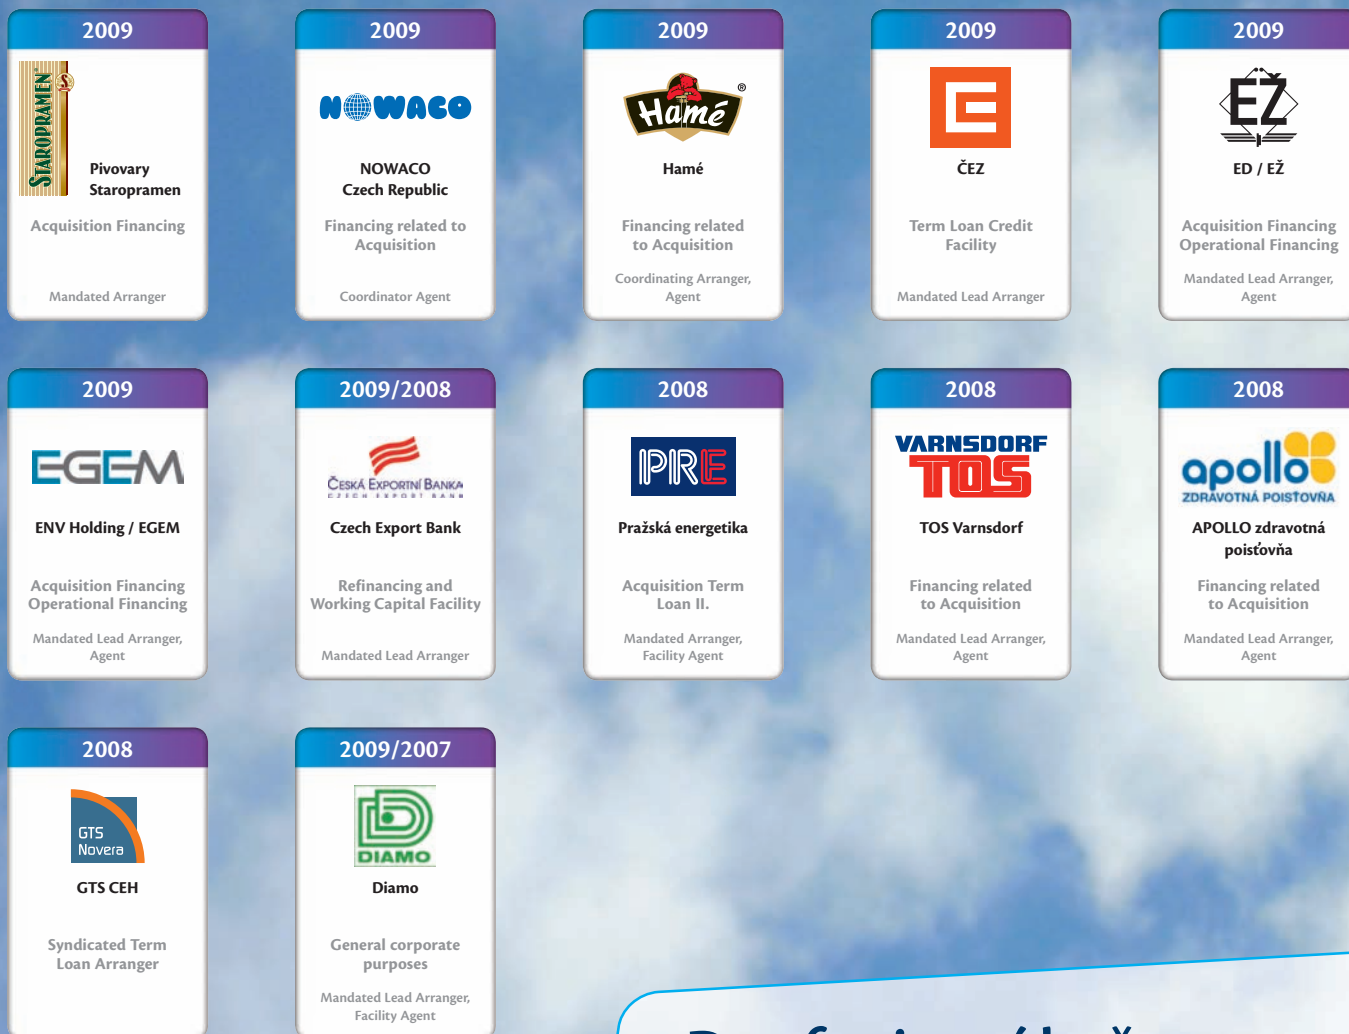 2009
STAROPRAMEN
Pivovary
Staropramen
Acquisition Financing
Mandated Arranger
2009
NOWACO
NOWACO
Czech Republic
Financing related to
Acquisition
Coordinator Agent
2009
Hamé
®
Hamé
Financing related
to Acquisition
Coordinating Arranger,
Agent
2009
ČEZ
Term Loan Credit
Facility
Mandated Lead Arranger
2009
EŽ
ED / EŽ
Acquisition Financing
Operational Financing
Mandated Lead Arranger,
Agent
2009
EGEM
ENV Holding / EGEM
Acquisition Financing
Operational Financing
Mandated Lead Arranger,
Agent
2009/2008
ČESKÁ EXPORTNÍ BANKA
CZECH EXPORT BANK
Czech Export Bank
Refinancing and
Working Capital Facility
Mandated Lead Arranger
2008
PRE
Pražská energetika
Acquisition Term
Loan II.
Mandated Arranger,
Facility Agent
2008
VARNSDORF
TOS
TOS Varnsdorf
Financing related
to Acquisition
Mandated Lead Arranger,
Agent
2008
apollo
ZDRAVOTNÁ POISŤOVŇA
APOLLO zdravotná
poisťovňa
Financing related
to Acquisition
Mandated Lead Arranger,
Agent
2008
GTS
Novera
GTS CEH
Syndicated Term
Loan Arranger
2009/2007
DIAMO
Diamo
General corporate
purposes
Mandated Lead Arranger,
Facility Agent